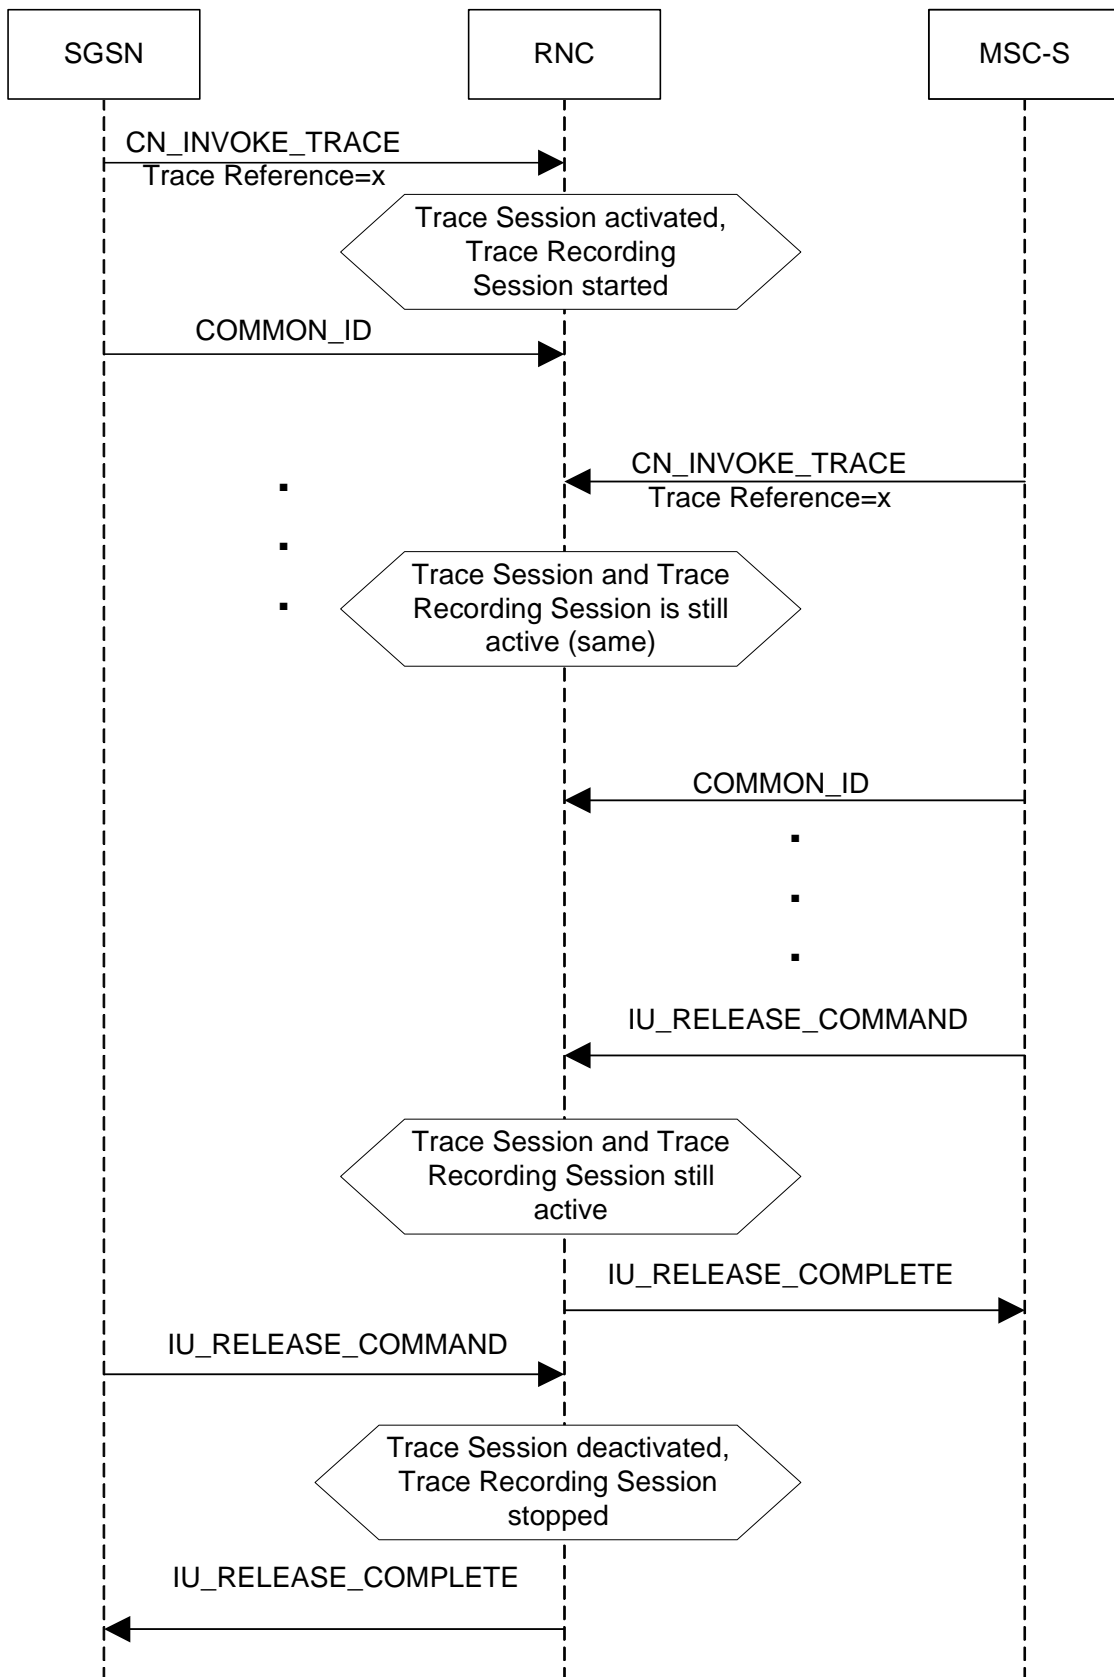 SGSN
RNC
MSC-S
CN_INVOKE_TRACE
Trace Reference=x
Trace Session activated,
Trace Recording
Session started
COMMON_ID
CN_INVOKE_TRACE
Trace Reference=x
Trace Session and Trace
Recording Session is still
active (same)
COMMON_ID
IU_RELEASE_COMMAND
Trace Session and Trace
Recording Session still
active
IU_RELEASE_COMPLETE
IU_RELEASE_COMMAND
Trace Session deactivated,
Trace Recording Session
stopped
IU_RELEASE_COMPLETE